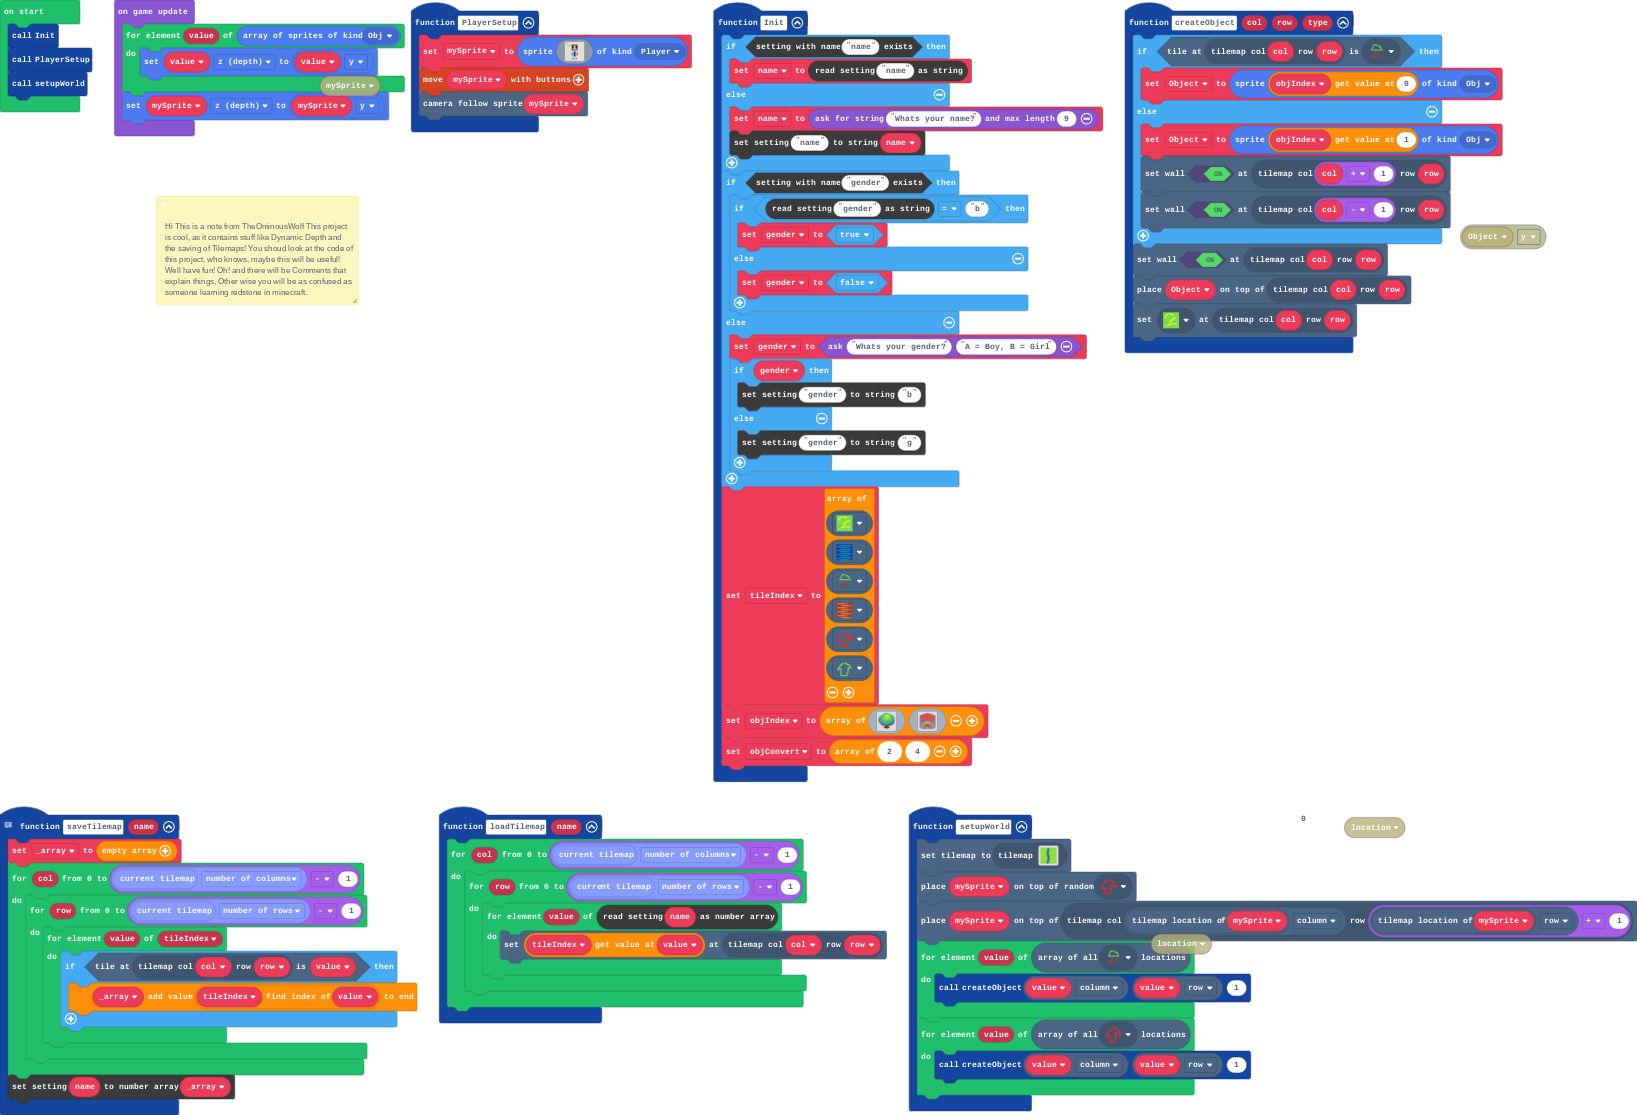 on start
call Init
call PlayerSetup
call setupWorld
on game update
for element value of array of sprites of kind Obj
do
set value z (depth) to value y
mySprite
set mySprite z (depth) to mySprite y
function PlayerSetup
set mySprite to sprite of kind Player
move mySprite with buttons
camera follow sprite mySprite
Hi This is a note from TheOminousWolf This project
is cool, as it contains stuff like Dynamic Depth and
the saving of Tilemaps! You shoud look at the code of
this project, who knows, maybe this will be useful!
Well have fun! Oh! and there will be Comments that
explain things, Other wise you will be as confused as
someone learning redstone in minecraft.
function Init
if setting with name "name" exists then
set name to read setting "name" as string
else
set name to ask for string "Whats your name?" and max length 9
set setting "name" to string name
if setting with name "gender" exists then
if read setting "gender" as string = "b" then
set gender to true
else
set gender to false
else
set gender to ask "Whats your gender?" "A = Boy, B = Girl"
if gender then
set setting "gender" to string "b"
else
set setting "gender" to string "g"
set tileIndex to array of
set objIndex to array of
set objConvert to array of 2 4
function createObject col row type
if tile at tilemap col col row row is then
set Object to sprite objIndex get value at 0 of kind Obj
else
set Object to sprite objIndex get value at 1 of kind Obj
set wall ON at tilemap col col + 1 row row
set wall ON at tilemap col col - 1 row row
Object y
set wall ON at tilemap col col row row
place Object on top of tilemap col col row row
set at tilemap col col row row
function saveTilemap name
set _array to empty array
for col from 0 to current tilemap number of columns - 1
do
for row from 0 to current tilemap number of rows - 1
do
for element value of tileIndex
do
if tile at tilemap col col row row is value then
_array add value tileIndex find index of value to end
set setting name to number array _array
function loadTilemap name
for col from 0 to current tilemap number of columns - 1
do
for row from 0 to current tilemap number of rows - 1
do
for element value of read setting name as number array
do
set tileIndex get value at value at tilemap col col row row
function setupWorld
0
location
set tilemap to tilemap
place mySprite on top of random
place mySprite on top of tilemap col tilemap location of mySprite column row tilemap location of mySprite row + 1
location
for element value of array of all locations
do
call createObject value column value row 1
for element value of array of all locations
do
call createObject value column value row 1